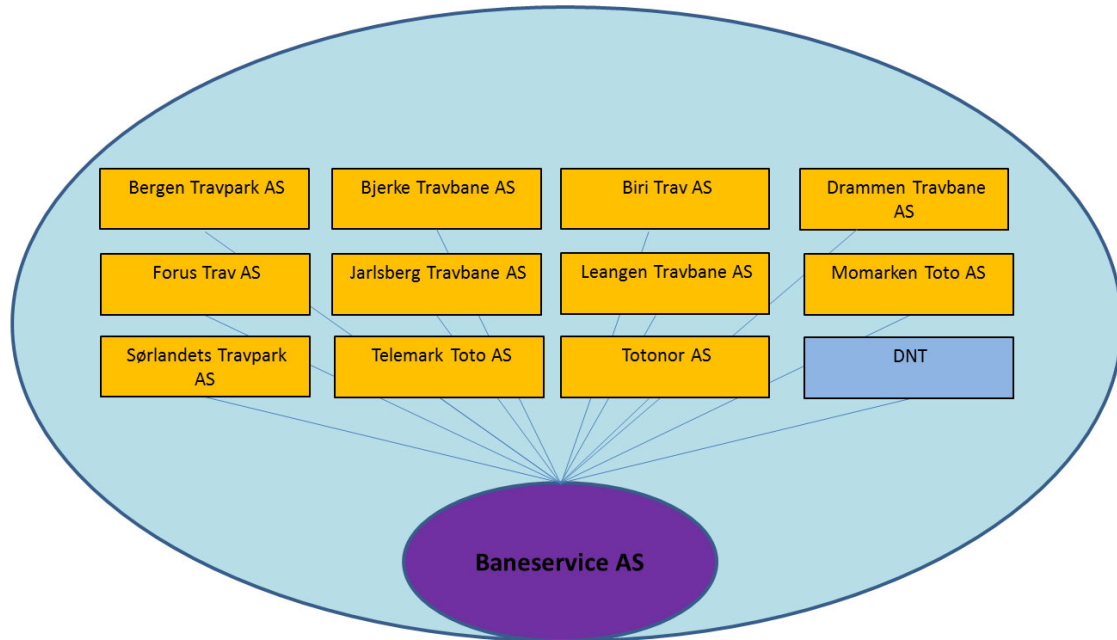 Bergen Travpark AS
Bjerke Travbane AS
Biri Trav AS
Drammen Travbane
AS
Forus Trav AS
Jarlsberg Travbane AS
Leangen Travbane AS
Momarken Toto AS
Sørlandets Travpark
AS
Telemark Toto AS
Totonor AS
DNT
Baneservice AS